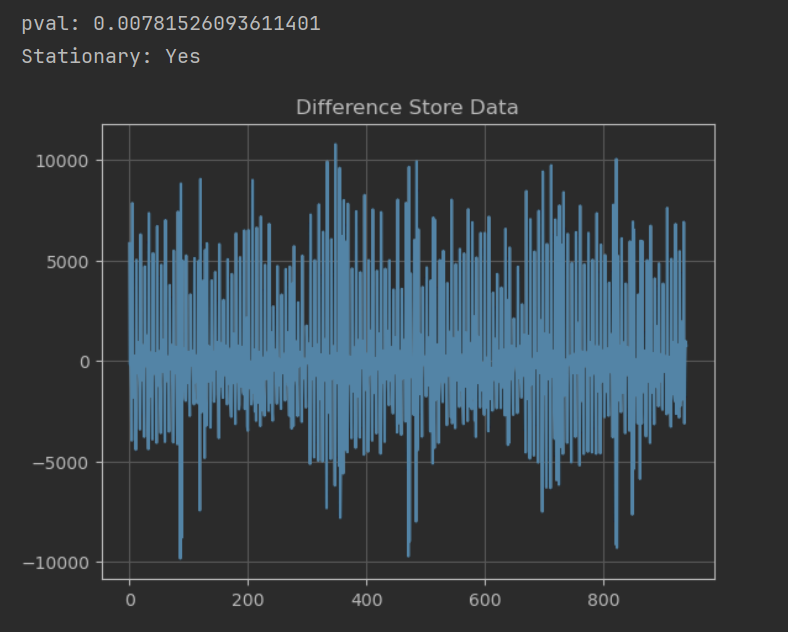 pval: 0.00781526093611401
Stationary: Yes
Difference Store Data
10000
5000
0
−5000
−10000
0 200 400 600 800